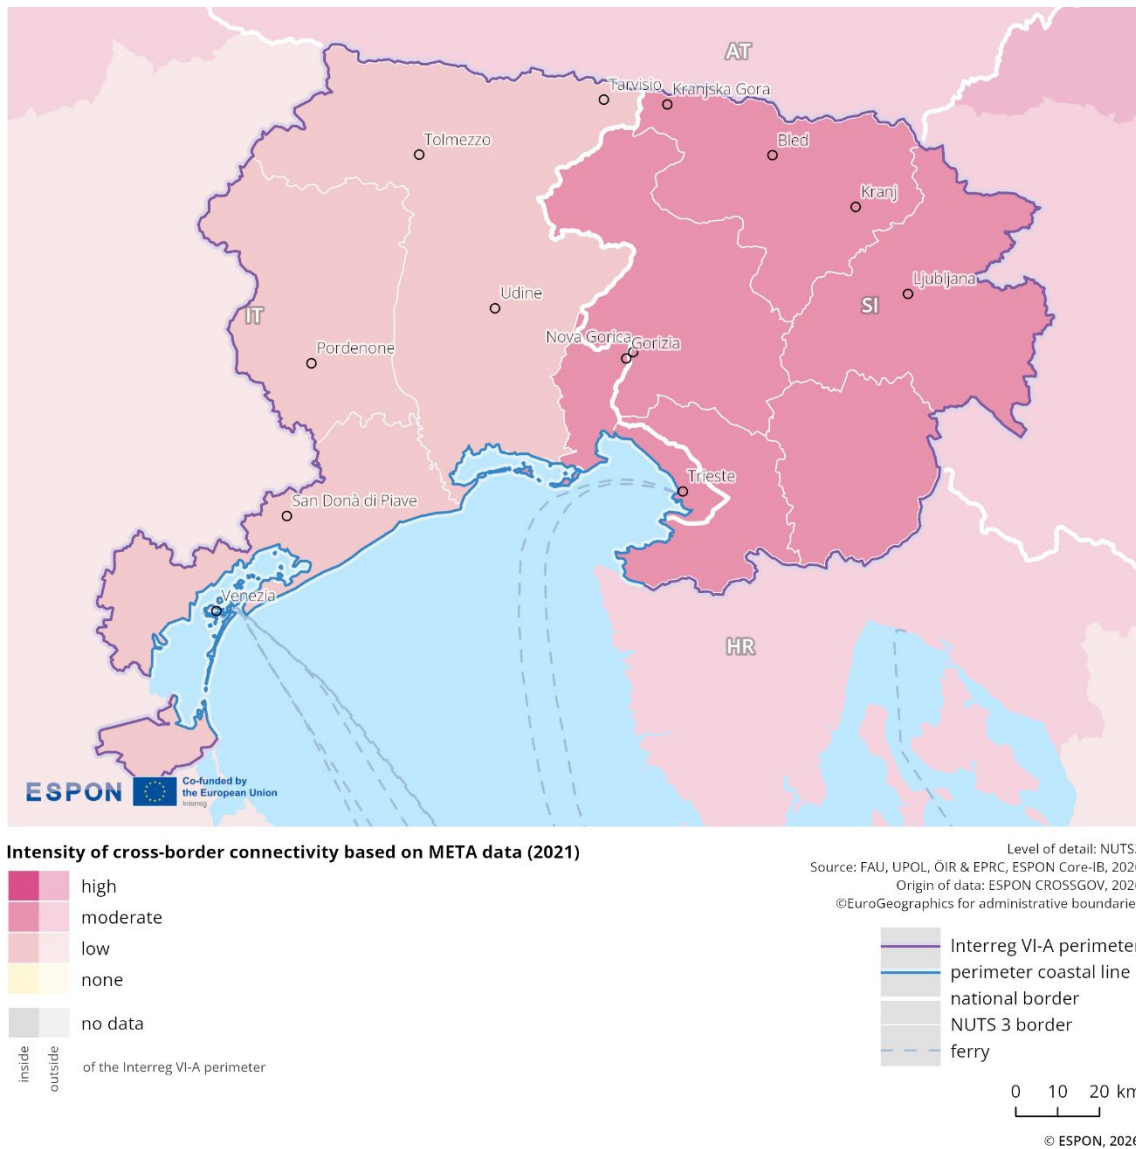 AT
Tarvisio
Kranjska Gora
Tolmezzo
Bled
Kranj
Udine
Ljubljana
SI
IT
Nova Gorica
Gorizia
Pordenone
Trieste
San Donà di Piave
Venezia
HR
ESPON
Co-funded by
the European Union
Interreg
Intensity of cross-border connectivity based on META data (2021)
high
moderate
low
none
no data
inside
outside
of the Interreg VI-A perimeter
Level of detail: NUTS
Source: FAU, UPOL, ÖIR & EPRC, ESPON Core-IB, 202
Origin of data: ESPON CROSSGOV, 202
©EuroGeographics for administrative boundarie
Interreg VI-A perimeter
perimeter coastal line
national border
NUTS 3 border
ferry
0 10 20 km
© ESPON, 2026